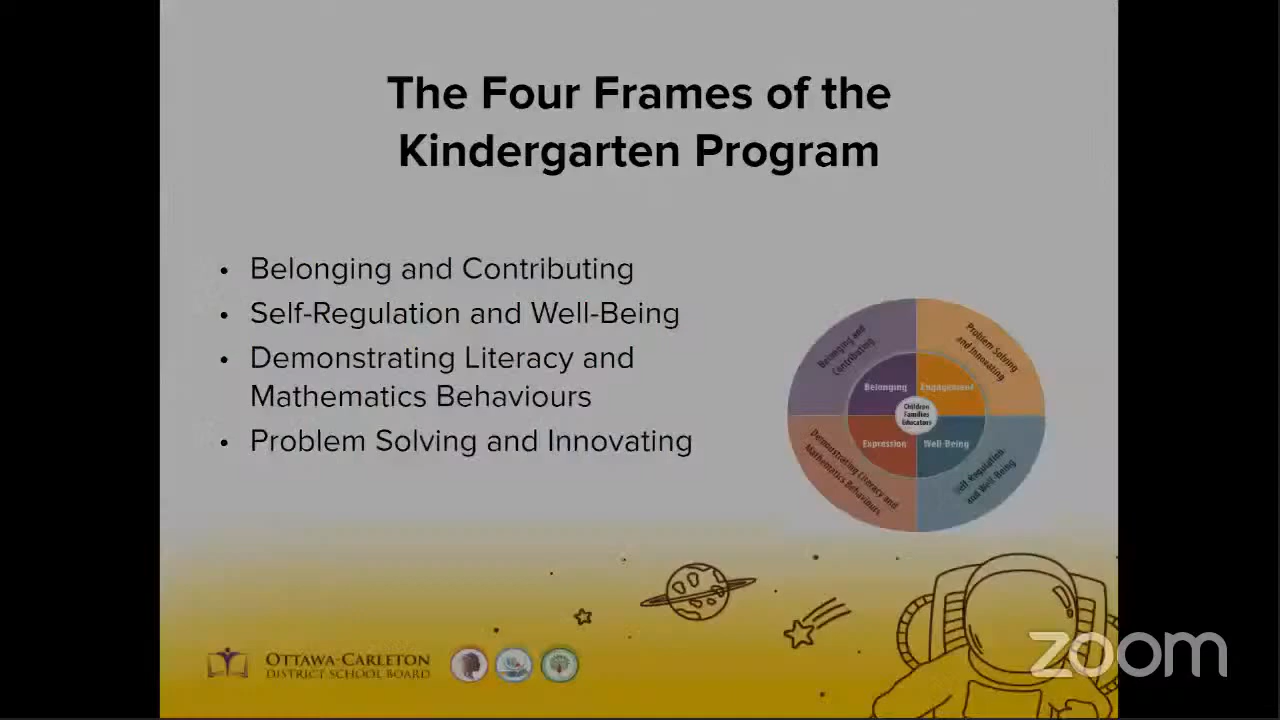 The Four Frames of the
Kindergarten Program
• Belonging and Contributing
• Self-Regulation and Well-Being
• Demonstrating Literacy and
Mathematics Behaviours
• Problem Solving and Innovating
Belonging and
Contributing
Problem Solving
and Innovating
Belonging
Engagement
Children
Families
Educators
Expression
Well-Being
Demonstrating Literacy and
Mathematics Behaviours
Self-Regulation
and Well-Being
OTTAWA-CARLETON
DISTRICT SCHOOL BOARD
zoom